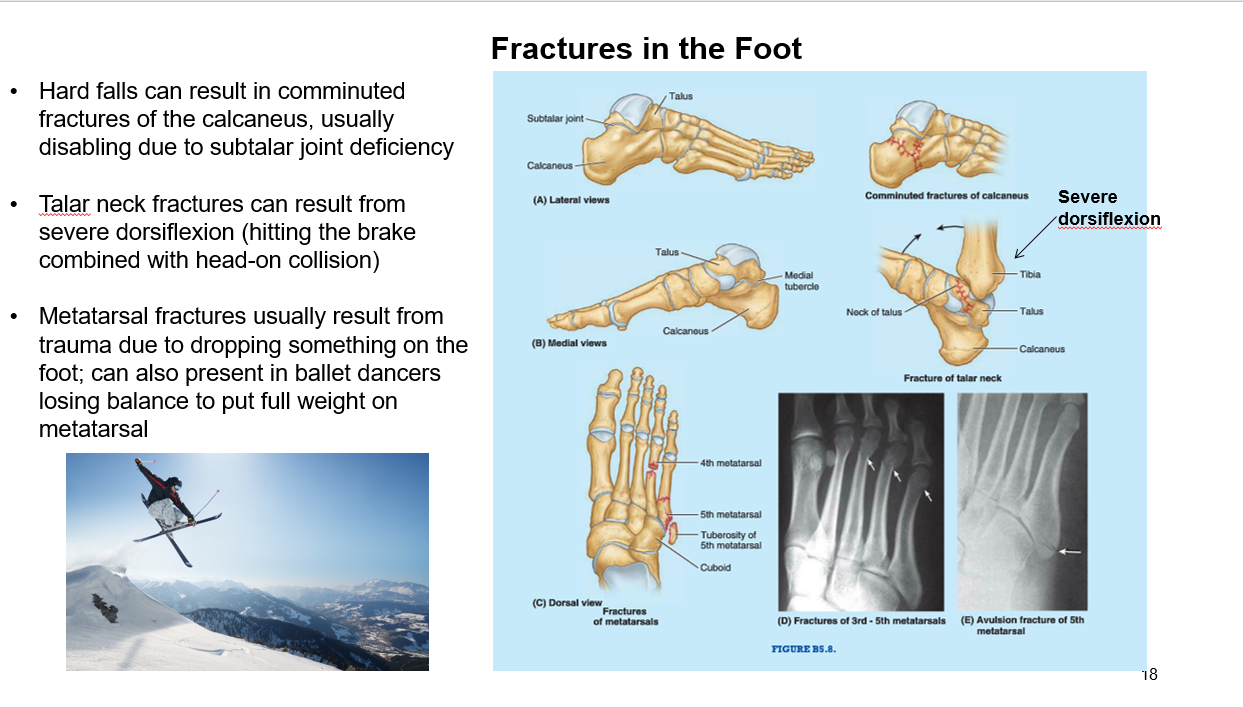 Fractures in the Foot
• Hard falls can result in comminuted
fractures of the calcaneus, usually
disabling due to subtalar joint deficiency
• Talar neck fractures can result from
severe dorsiflexion (hitting the brake
combined with head-on collision)
• Metatarsal fractures usually result from
trauma due to dropping something on the
foot; can also present in ballet dancers
losing balance to put full weight on
metatarsal
Talus
Subtalar joint
Calcaneus
(A) Lateral views
Comminuted fractures of calcaneus
Severe
dorsiflexion
Talus
Medial
tubercle
Calcaneus
(B) Medial views
Tibia
Neck of talus
Talus
Calcaneus
Fracture of talar neck
4th metatarsal
5th metatarsal
Tuberosity of
5th metatarsal
Cuboid
(C) Dorsal view
Fractures
of metatarsals
(D) Fractures of 3rd - 5th metatarsals
(E) Avulsion fracture of 5th
metatarsal
FIGURE B5.8.
18